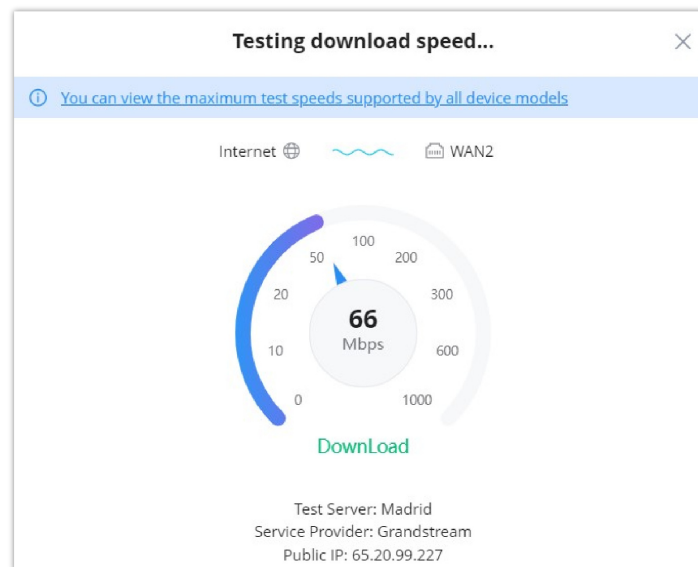 Testing download speed...
You can view the maximum test speeds supported by all device models
Internet WAN2
100
50 200
20 300
66
Mbps
10 600
0 1000
DownLoad
Test Server: Madrid
Service Provider: Grandstream
Public IP: 65.20.99.227